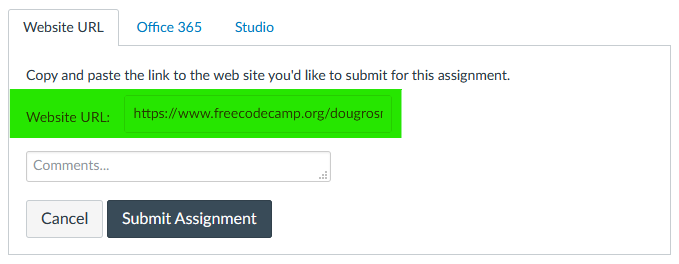 Website URL Office 365 Studio
Copy and paste the link to the web site you'd like to submit for this assignment.
Website URL: https://www.freecodecamp.org/dougros
Comments...
Cancel Submit Assignment